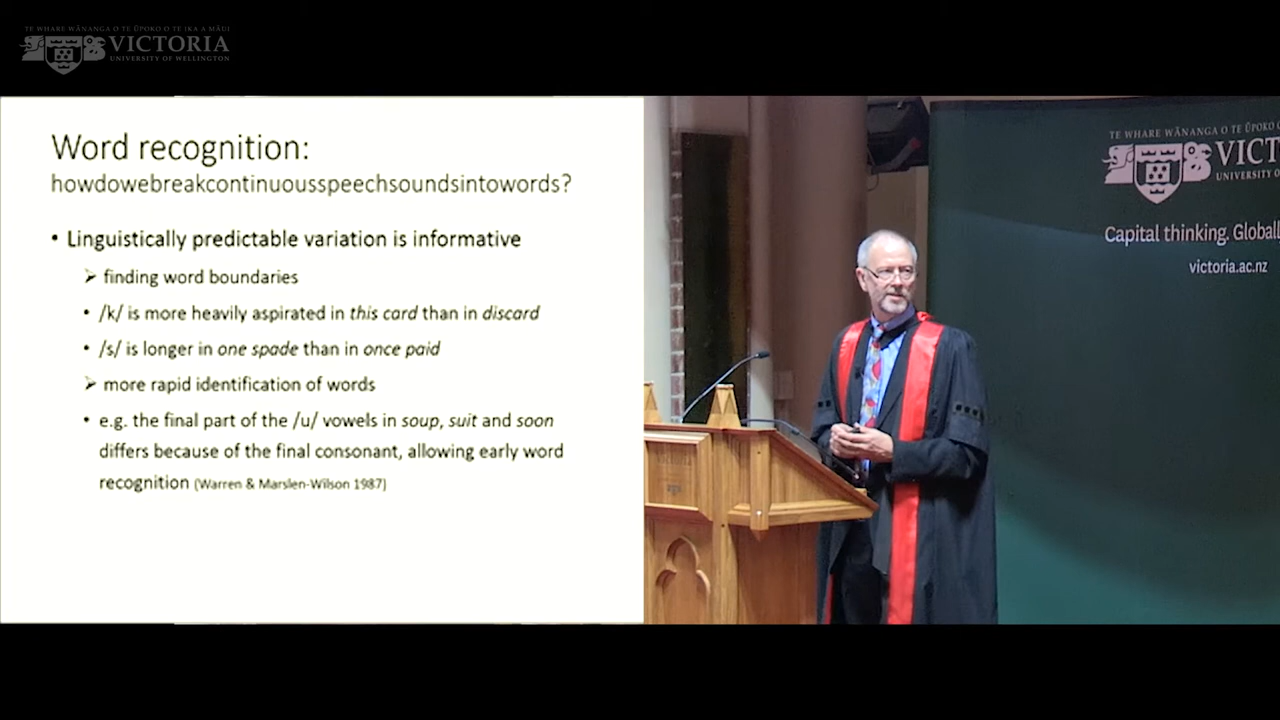 TE WHARE WĀNANGA O TE ŪPOKO O TE IKA A MĀUI
VICTORIA
UNIVERSITY OF WELLINGTON
Word recognition:
howdowebreakcontinuousspeechsoundsintowords?
• Linguistically predictable variation is informative
➢ finding word boundaries
• /k/ is more heavily aspirated in this card than in discard
• /s/ is longer in one spade than in once paid
➢ more rapid identification of words
• e.g. the final part of the /u/ vowels in soup, suit and soon
differs because of the final consonant, allowing early word
recognition (Warren & Marslen-Wilson 1987)
TE WHARE WĀNANGA O TE ŪPOKO O
VICT
UNIVERSITY O
Capital thinking. Globall
victoria.ac.nz